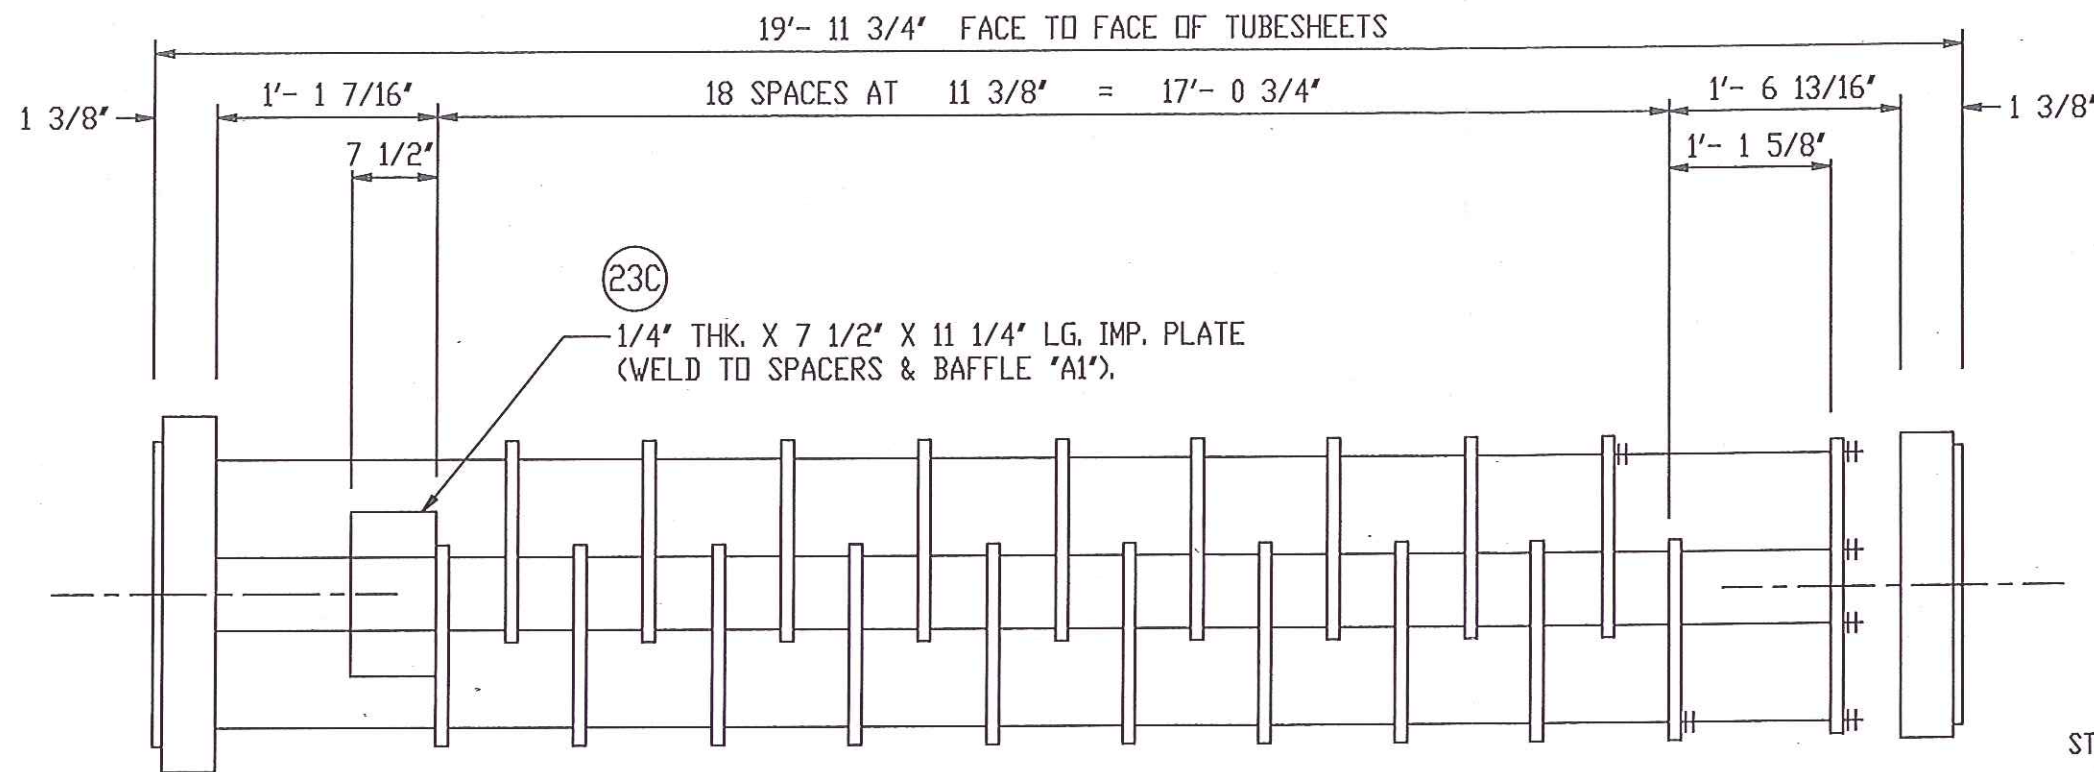 19'- 11 3/4" FACE TO FACE OF TUBESHEETS
1 3/8"
1'- 1 7/16"
18 SPACES AT 11 3/8" = 17'- 0 3/4"
1'- 6 13/16"
1 3/8"
7 1/2"
1'- 1 5/8"
23C
1/4" THK. X 7 1/2" X 11 1/4" LG. IMP. PLATE
(WELD TO SPACERS & BAFFLE "A1").
ST